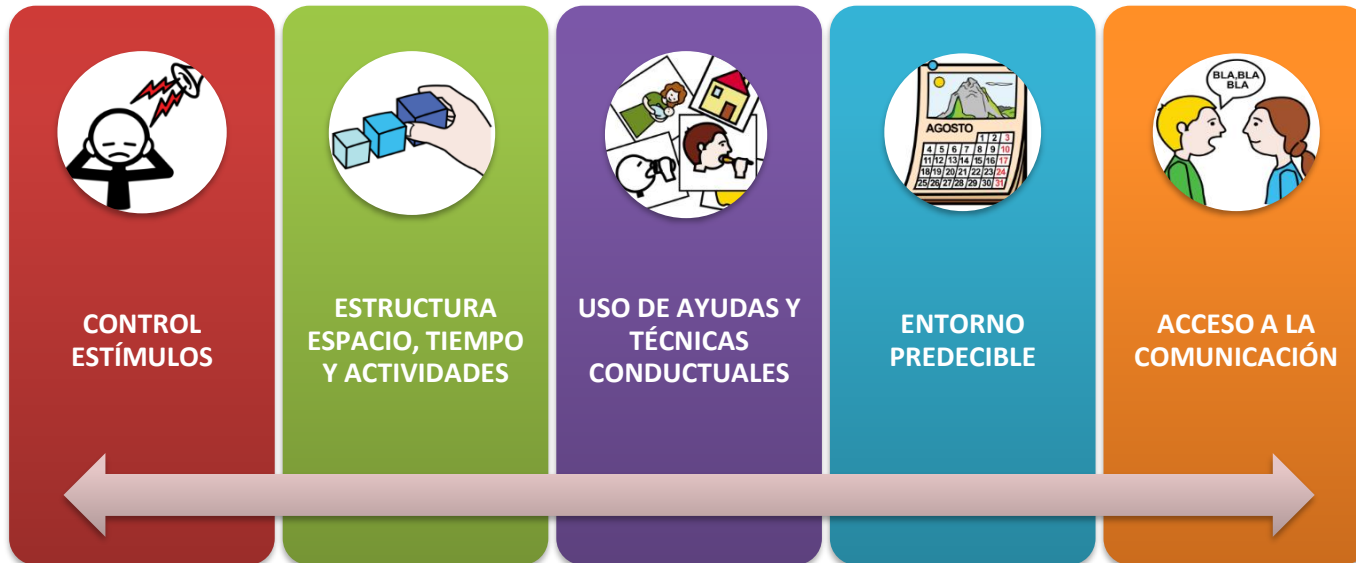 CONTROL
ESTÍMULOS
ESTRUCTURA
ESPACIO, TIEMPO
Y ACTIVIDADES
USO DE AYUDAS Y
TÉCNICAS
CONDUCTUALES
AGOSTO
1 2 3
4 5 6 7 8 9 10
11 12 13 14 15 16 17
18 19 20 21 22 23 24
25 26 27 28 29 30 31
ENTORNO
PREDECIBLE
BLA,BLA
BLA
ACCESO A LA
COMUNICACIÓN